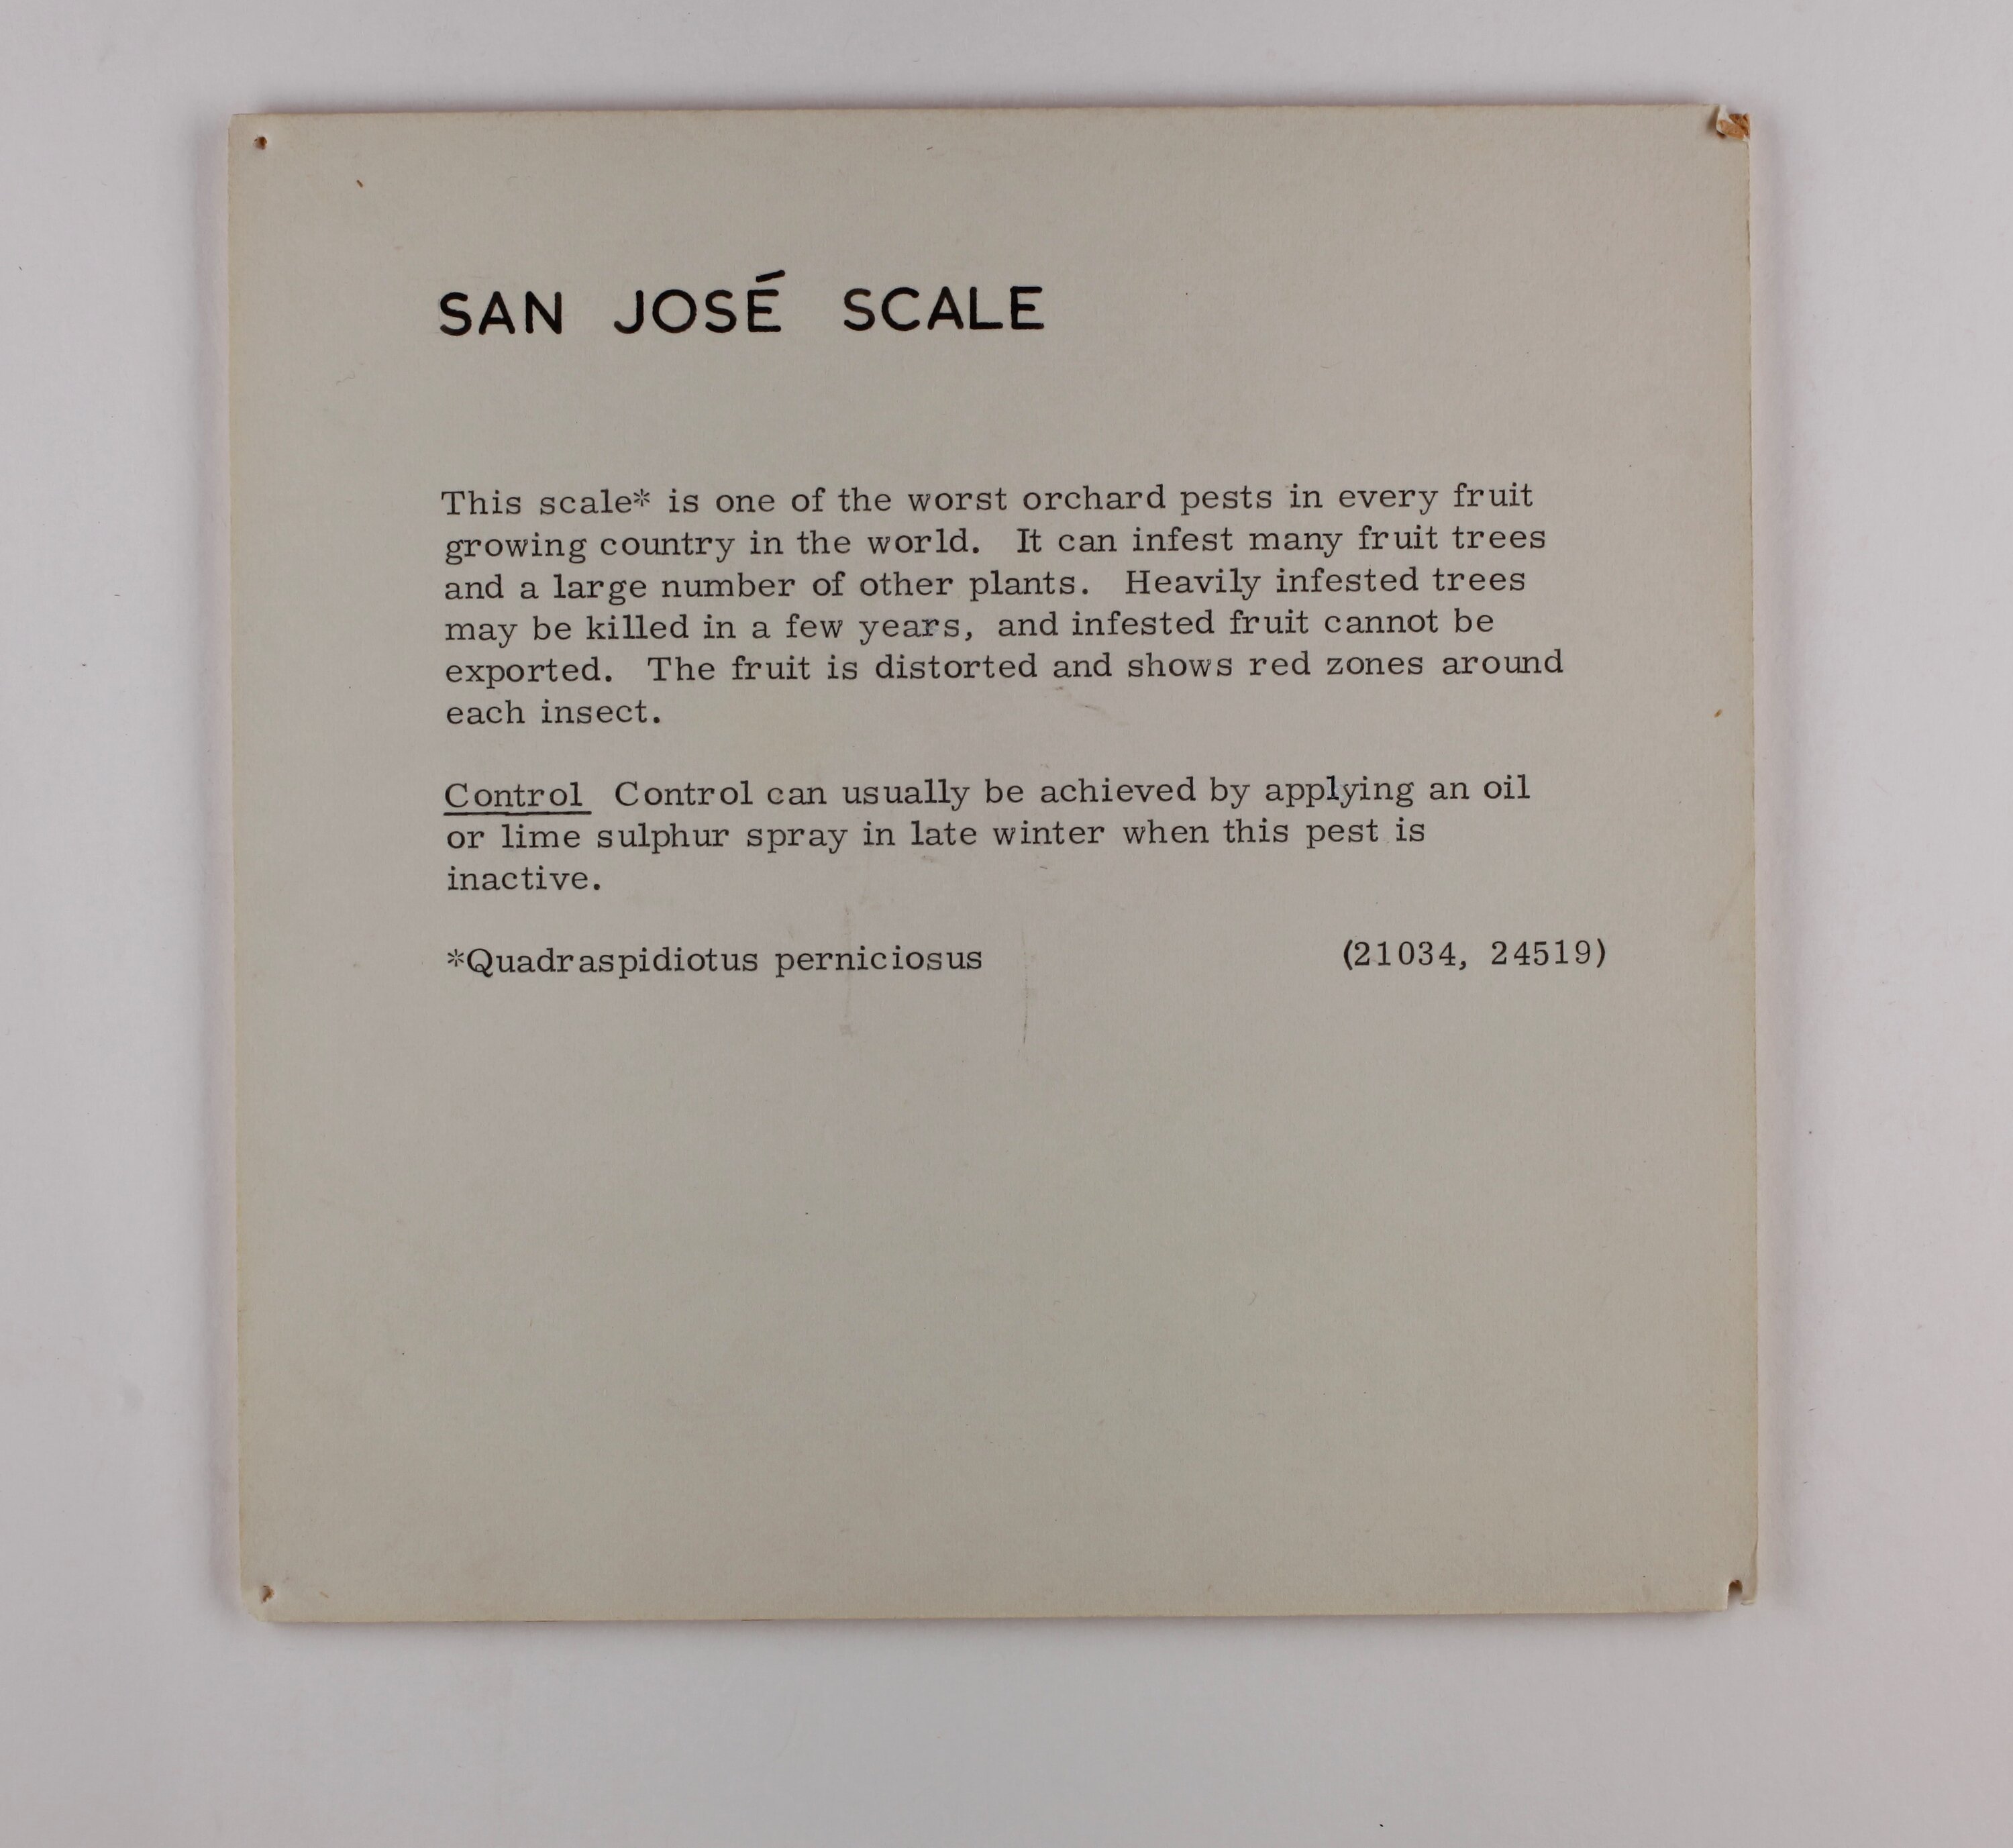 SAN JOSÉ SCALE
This scale* is one of the worst orchard pests in every fruit
growing country in the world. It can infest many fruit trees
and a large number of other plants. Heavily infested trees
may be killed in a few years, and infested fruit cannot be
exported. The fruit is distorted and shows red zones around
each insect.
Control Control can usually be achieved by applying an oil
or lime sulphur spray in late winter when this pest is
inactive.
*Quadraspidiotus perniciosus (21034, 24519)